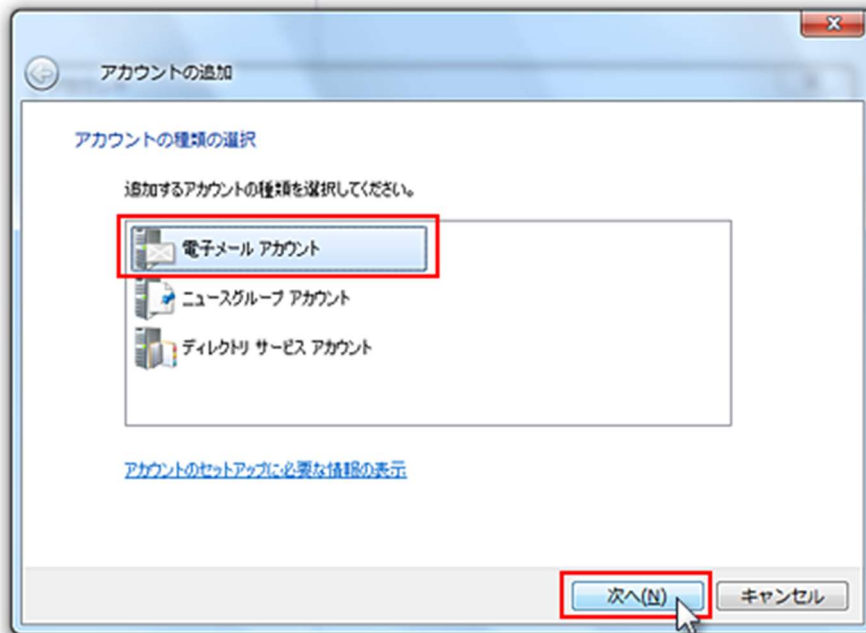 アカウントの追加
アカウントの種類の選択
追加するアカウントの種類を選択してください。
電子メール アカウント
ニュースグループ アカウント
ディレクトリ サービス アカウント
アカウントのセットアップに必要な情報の表示
次へ(N)
キャンセル